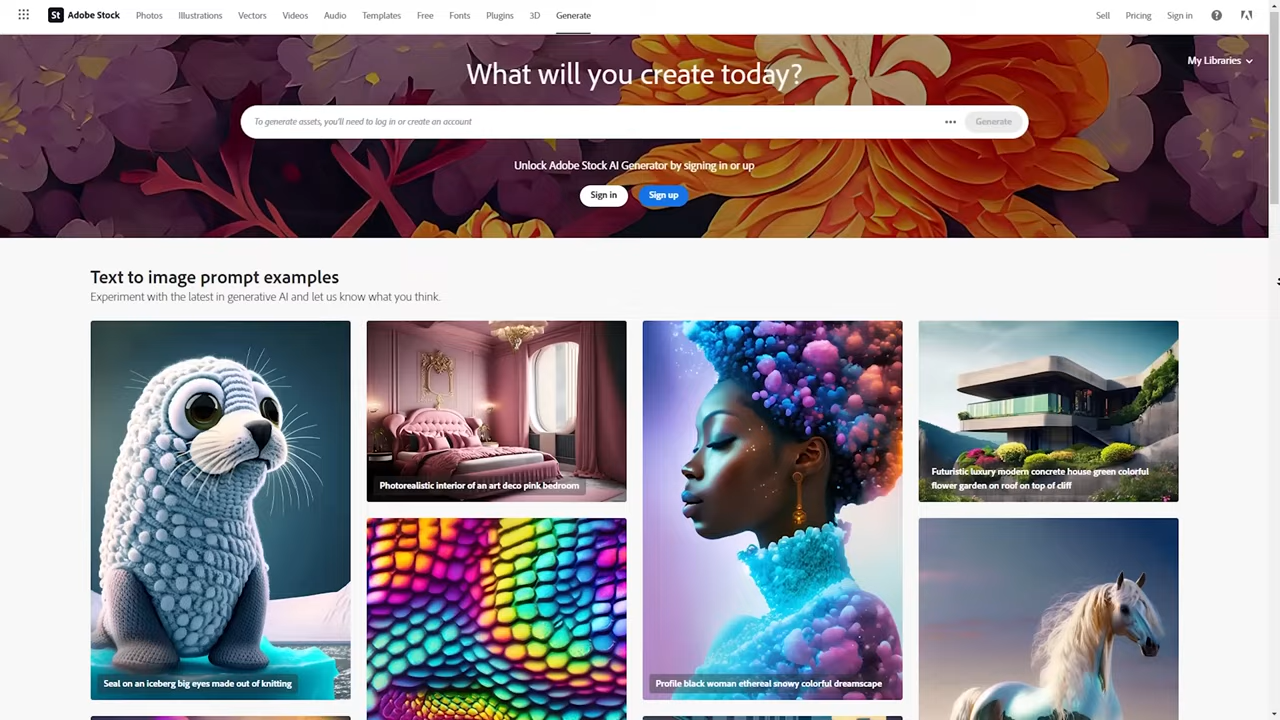 St Adobe Stock Photos Illustrations Vectors Videos Audio Templates Free Fonts Plugins 3D Generate Sell Pricing Sign in ?
My Libraries
What will you create today?
To generate assets, you'll need to log in or create an account ••• Generate
Unlock Adobe Stock AI Generator by signing in or up
Sign in Sign up
Text to image prompt examples
Experiment with the latest in generative AI and let us know what you think.
Photorealistic interior of an art deco pink bedroom
Futuristic luxury modern concrete house green colorful
flower garden on roof on top of cliff
Seal on an iceberg big eyes made out of knitting
Profile black woman ethereal snowy colorful dreamscape